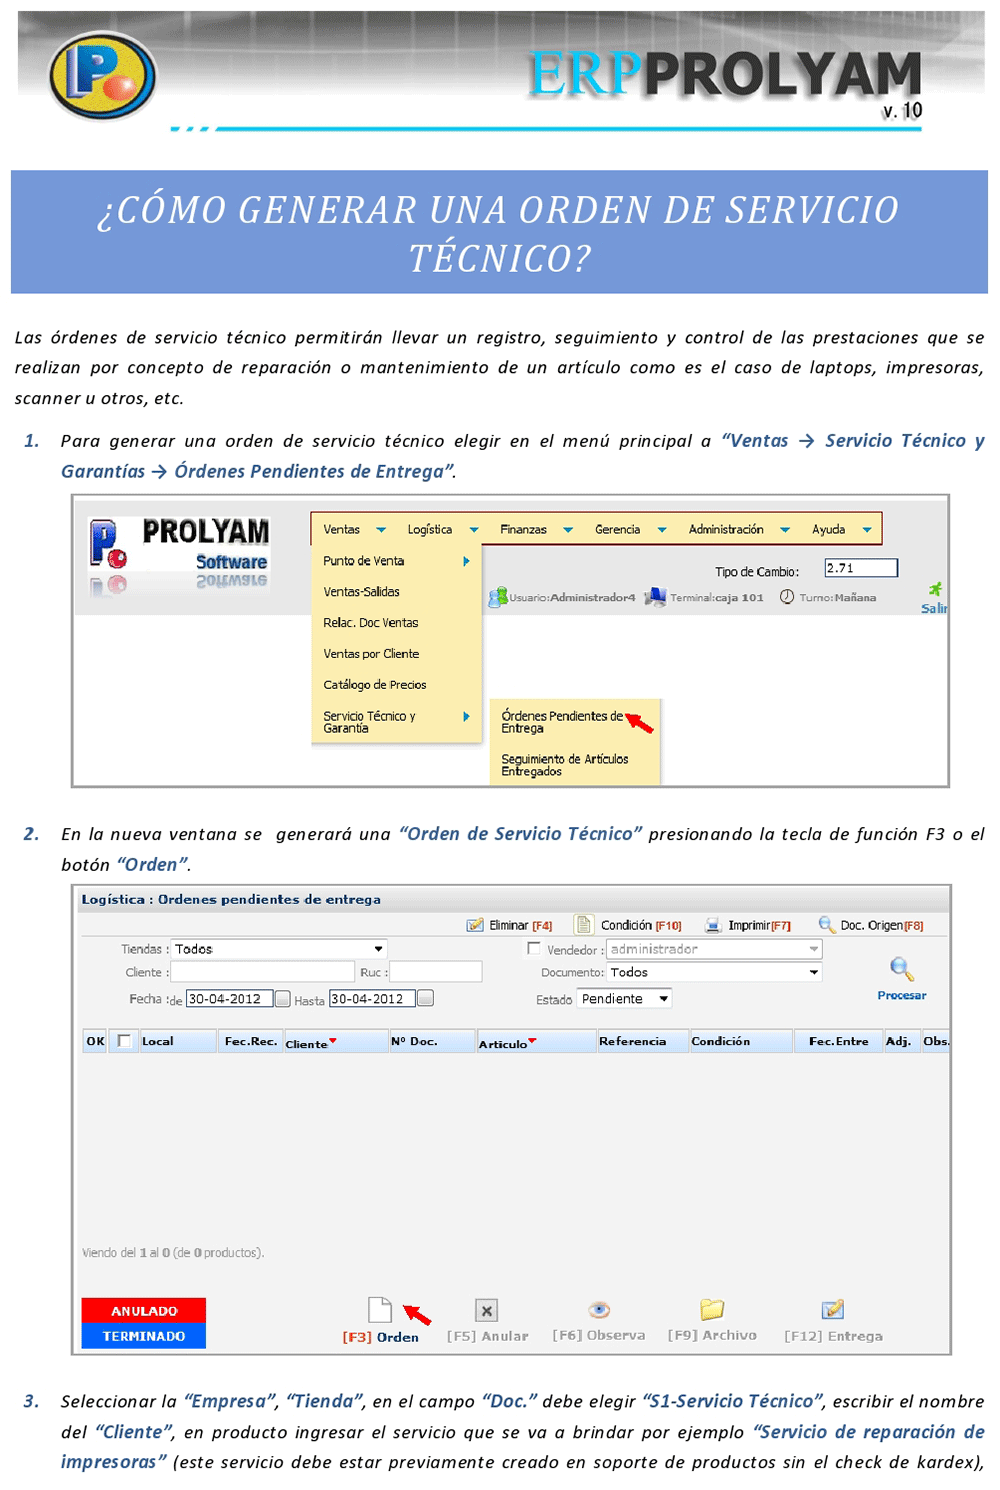 ERPPROLYAM
v. 10
¿CÓMO GENERAR UNA ORDEN DE SERVICIO
TÉCNICO?
Las órdenes de servicio técnico permitirán llevar un registro, seguimiento y control de las prestaciones que se
realizan por concepto de reparación o mantenimiento de un artículo como es el caso de laptops, impresoras,
scanner u otros, etc.
1. Para generar una orden de servicio técnico elegir en el menú principal a “Ventas → Servicio Técnico y
Garantías → Órdenes Pendientes de Entrega”.
PROLYAM
Software
Ventas Logística Finanzas Gerencia Administración Ayuda
Punto de Venta
Tipo de Cambio: 2.71
Ventas-Salidas
Usuario:Administrador4 Terminal:caja 101 Turno:Mañana
Salir
Relac. Doc Ventas
Ventas por Cliente
Catálogo de Precios
Servicio Técnico y
Garantía
Órdenes Pendientes de
Entrega
Seguimiento de Artículos
Entregados
2. En la nueva ventana se generará una “Orden de Servicio Técnico” presionando la tecla de función F3 o el
botón “Orden”.
Logística : Ordenes pendientes de entrega
Eliminar [F4] Condición [F10] Imprimir[F7] Doc. Origen[F8]
Tiendas : Todos Vendedor : administrador
Cliente : Ruc : Documento: Todos
Fecha :de 30-04-2012 Hasta 30-04-2012 Estado Pendiente
Procesar
OK Local Fec.Rec. Cliente Nº Doc. Articulo Referencia Condición Fec.Entre Adj. Obs.
Viendo del 1 al 0 (de 0 productos).
ANULADO
TERMINADO
[F3] Orden [F5] Anular [F6] Observa [F9] Archivo [F12] Entrega
3. Seleccionar la “Empresa”, “Tienda”, en el campo “Doc.” debe elegir “S1-Servicio Técnico”, escribir el nombre
del “Cliente”, en producto ingresar el servicio que se va a brindar por ejemplo “Servicio de reparación de
impresoras” (este servicio debe estar previamente creado en soporte de productos sin el check de kardex),